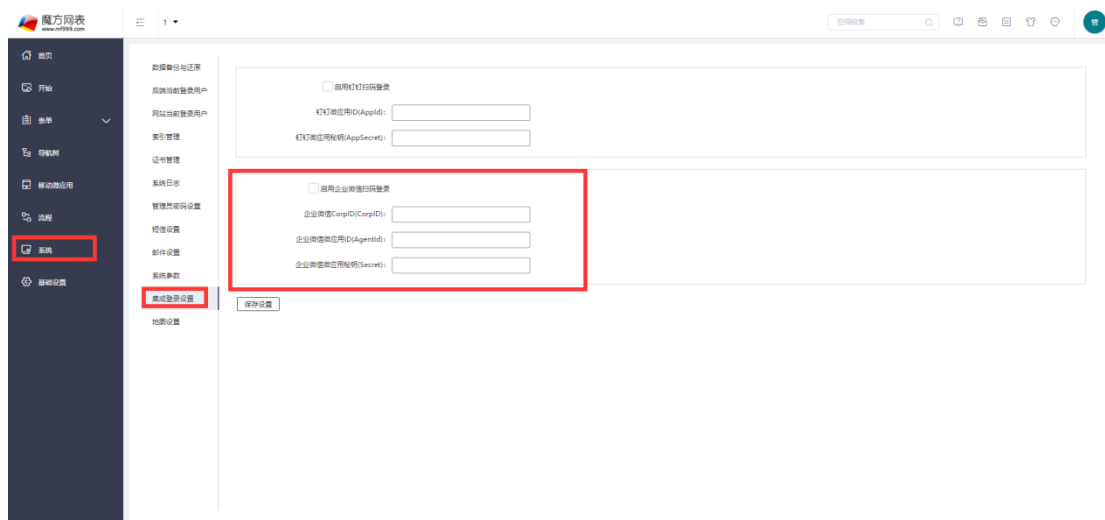 魔方网表
www.mf999.com
1
空间检索
管
首页
开始
表单
导航树
移动微应用
流程
系统
基础设置
数据备份与还原
后端当前登录用户
网站当前登录用户
索引管理
证书管理
系统日志
管理员密码设置
短信设置
邮件设置
系统参数
集成登录设置
地图设置
启用钉钉扫码登录
钉钉微应用ID(AppId):
钉钉微应用秘钥(AppSecret):
启用企业微信扫码登录
企业微信CorpID(CorpID):
企业微信微应用ID(AgentId):
企业微信微应用秘钥(Secret):
保存设置